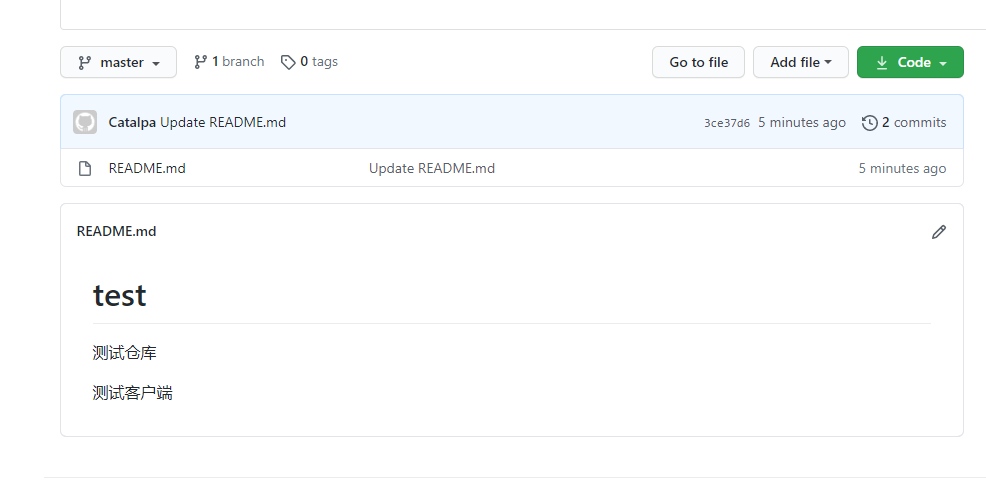 master 1 branch 0 tags Go to file Add file Code
Catalpa Update README.md 3ce37d6 5 minutes ago 2 commits
README.md Update README.md 5 minutes ago
README.md
test
测试仓库
测试客户端